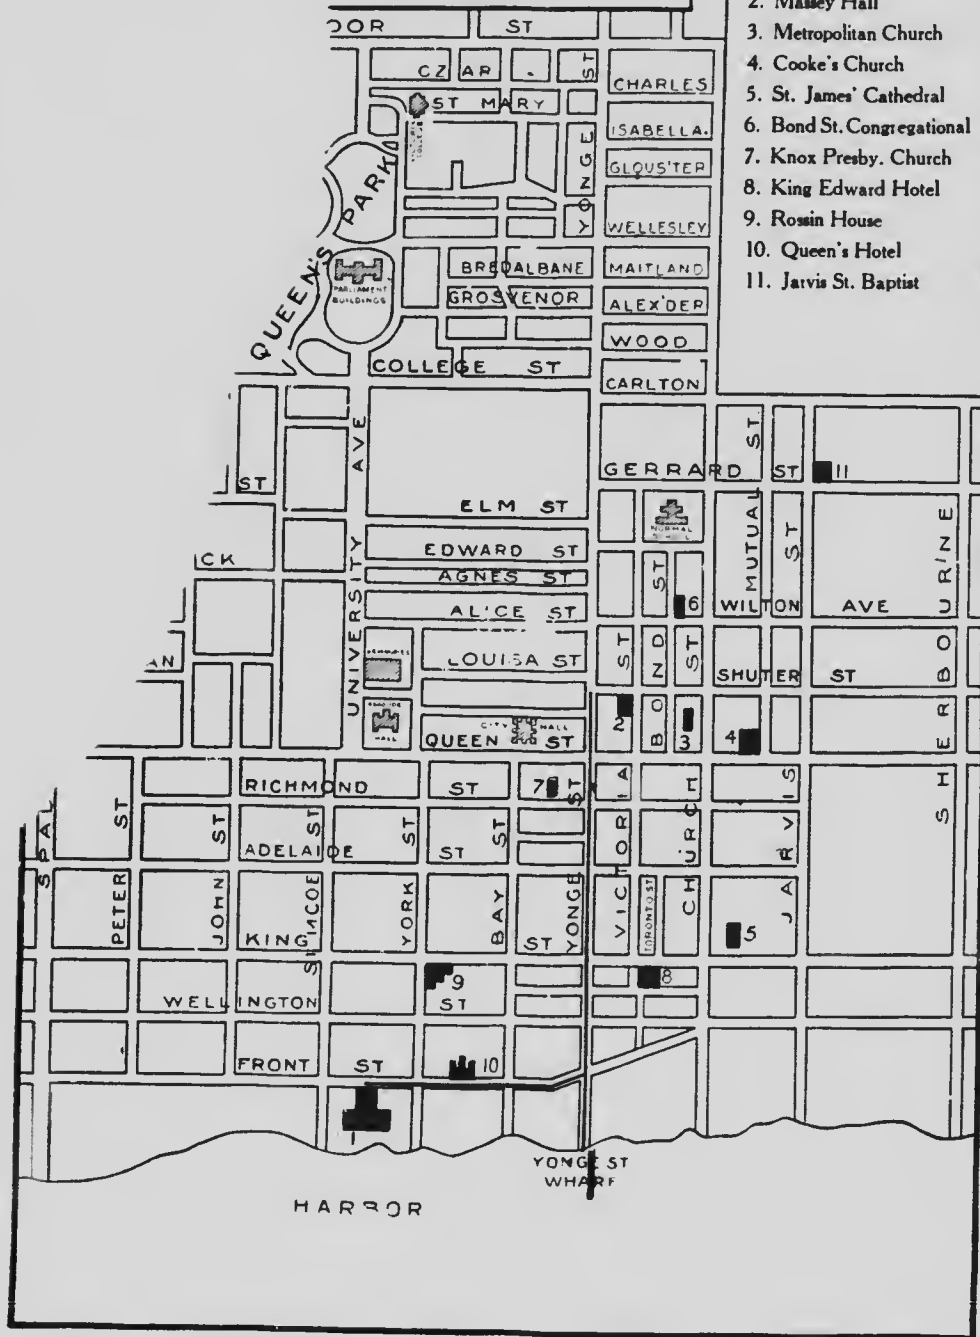 2. Massey Hall
3. Metropolitan Church
4. Cooke's Church
5. St. James' Cathedral
6. Bond St. Congregational
7. Knox Presby. Church
8. King Edward Hotel
9. Rossin House
10. Queen's Hotel
11. Jarvis St. Baptist
OOR ST
CZAR
ST MARY
YONGE ST
CHARLES
ISABELLA.
GLOUS'TER
WELLESLEY
QUEEN'S PARK
PARLIAMENT
BUILDINGS
BREDALBANE
MAITLAND
GROSVENOR
ALEX'DER
WOOD
COLLEGE ST
CARLTON
UNIVERSITY AVE
GERRARD ST
11
ST
ELM ST
NORMAL
MUTUAL ST
EDWARD ST
CK
AGNES ST
ALICE ST
6
WILTON AVE
AN
LOUISA ST
SHUTER ST
BOND ST
ST
ST
SHERBOURNE
HALL
CITY HALL
QUEEN ST
2
3
4
RICHMOND ST
7
ADELAIDE ST
SPAD
PETER ST
JOHN ST
SIMCOE ST
YORK ST
BAY ST
YONGE ST
VICTORIA
TORONTO ST
CHURCH
JARVIS
KING ST
5
9
8
WELLINGTON ST
FRONT ST
10
1
YONGE ST
WHARF
HARBOR